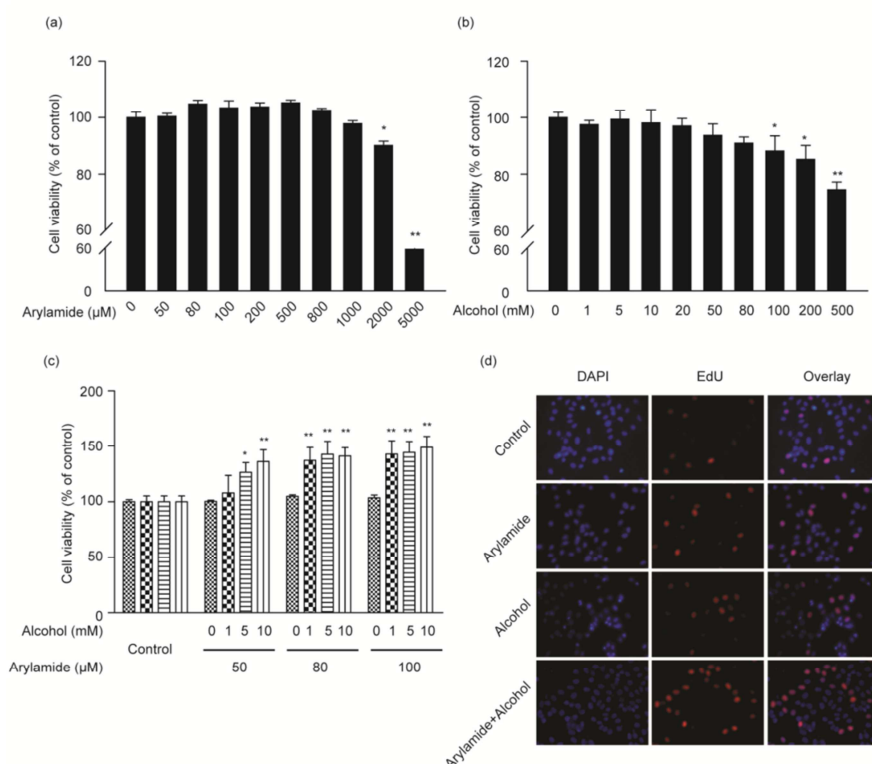 (a)
Cell viability (% of control)
120
100
80
60
60
0
*
**
Arylamide (µM)
0 50 80 100 200 500 800 1000 2000 5000
(b)
Cell viability (% of control)
120
100
80
60
60
0
* * **
Alcohol (mM) 0 1 5 10 20 50 80 100 200 500
(c)
Cell viability (% of control)
200
150
100
50
0
* ** ** ** ** ** ** **
Alcohol (mM) 0 1 5 10 0 1 5 10 0 1 5 10
Control
Arylamide (µM) 50 80 100
(d)
DAPI EdU Overlay
Control
Arylamide
Alcohol
Arylamide+Alcohol